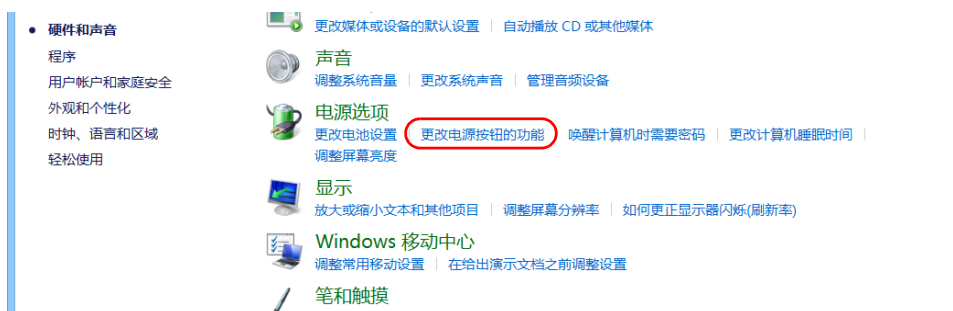 硬件和声音
程序
用户帐户和家庭安全
外观和个性化
时钟、语言和区域
轻松使用
更改媒体或设备的默认设置 | 自动播放 CD 或其他媒体
声音
调整系统音量 | 更改系统声音 | 管理音频设备
电源选项
更改电池设置 | 更改电源按钮的功能 | 唤醒计算机时需要密码 | 更改计算机睡眠时间 |
调整屏幕亮度
显示
放大或缩小文本和其他项目 | 调整屏幕分辨率 | 如何更正显示器闪烁(刷新率)
Windows 移动中心
调整常用移动设置 | 在给出演示文档之前调整设置
笔和触摸